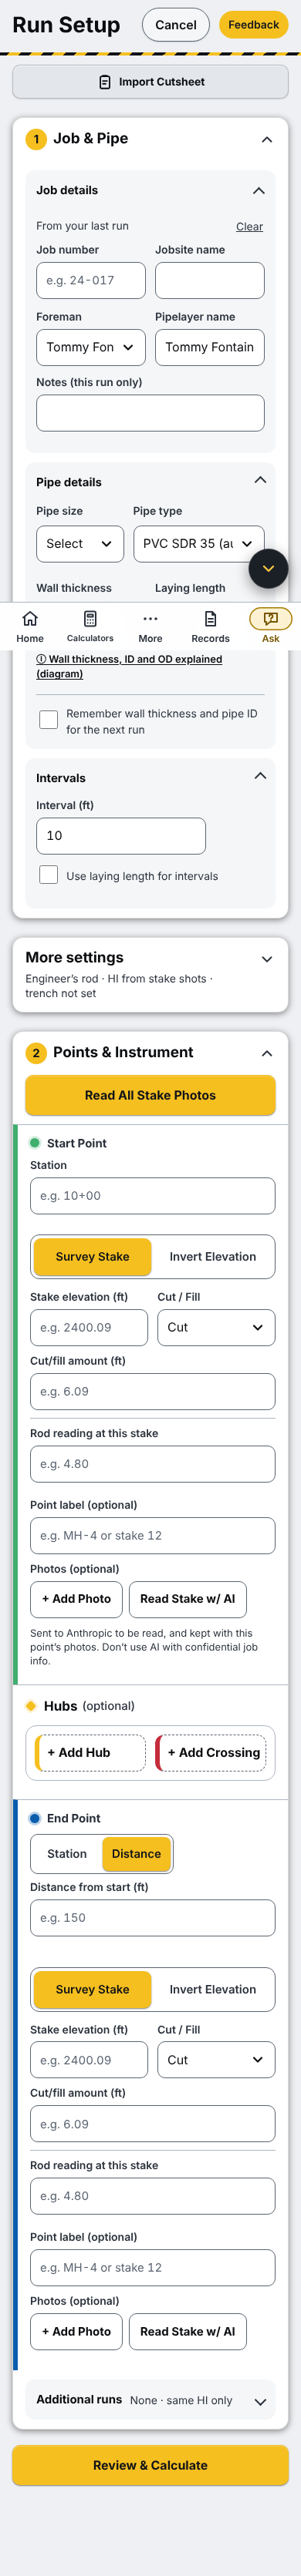 Run Setup
Cancel
Feedback
Import Cutsheet
1 Job & Pipe
Job details
From your last run
Clear
Job number
Jobsite name
e.g. 24-017
Foreman
Pipelayer name
Tommy Fon
Tommy Fontain
Notes (this run only)
Pipe details
Pipe size
Pipe type
Select
PVC SDR 35 (au
Wall thickness
Laying length
Home
Calculators
More
Records
Ask
ⓘ Wall thickness, ID and OD explained
(diagram)
Remember wall thickness and pipe ID
for the next run
Intervals
Interval (ft)
10
Use laying length for intervals
More settings
Engineer's rod · HI from stake shots ·
trench not set
2 Points & Instrument
Read All Stake Photos
Start Point
Station
e.g. 10+00
Survey Stake
Invert Elevation
Stake elevation (ft)
Cut / Fill
e.g. 2400.09
Cut
Cut/fill amount (ft)
e.g. 6.09
Rod reading at this stake
e.g. 4.80
Point label (optional)
e.g. MH-4 or stake 12
Photos (optional)
+ Add Photo
Read Stake w/ AI
Sent to Anthropic to be read, and kept with this
point's photos. Don't use AI with confidential job
info.
Hubs (optional)
+ Add Hub
+ Add Crossing
End Point
Station
Distance
Distance from start (ft)
e.g. 150
Survey Stake
Invert Elevation
Stake elevation (ft)
Cut / Fill
e.g. 2400.09
Cut
Cut/fill amount (ft)
e.g. 6.09
Rod reading at this stake
e.g. 4.80
Point label (optional)
e.g. MH-4 or stake 12
Photos (optional)
+ Add Photo
Read Stake w/ AI
Additional runs None · same HI only
Review & Calculate